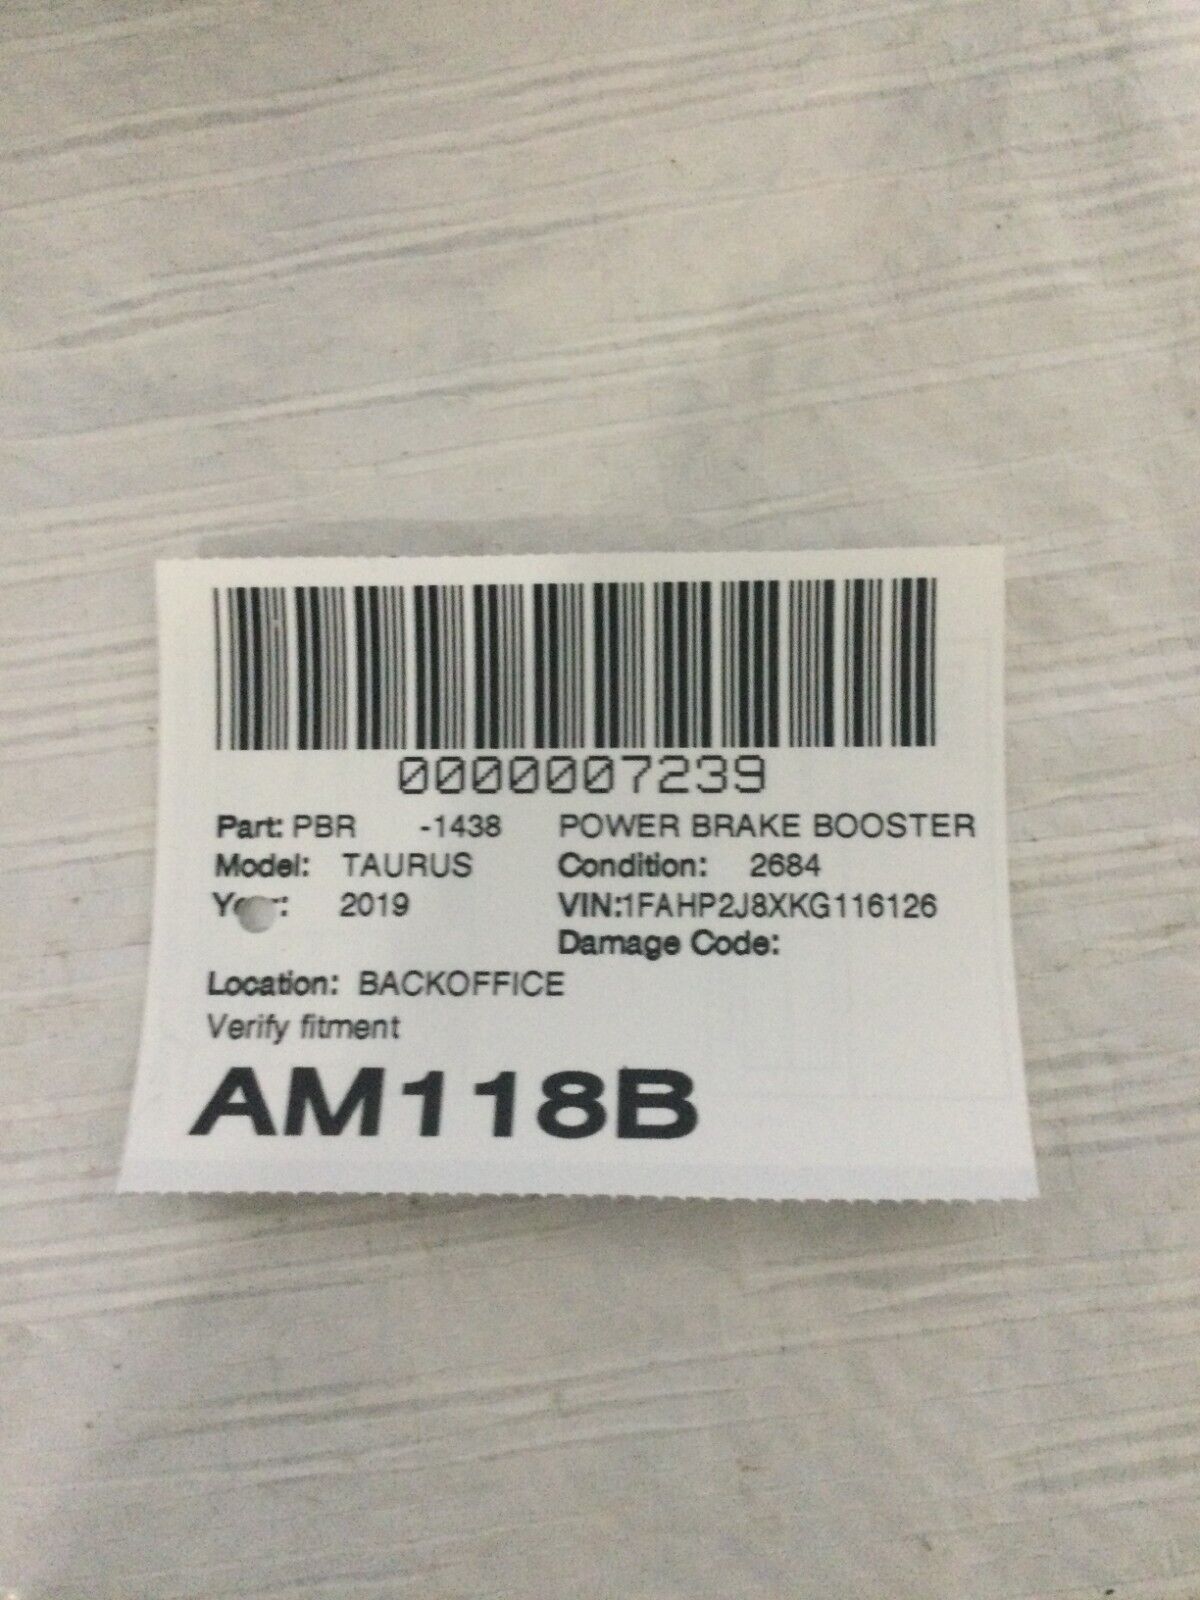 0000007239
Part: PBR -1438 POWER BRAKE BOOSTER
Model: TAURUS Condition: 2684
2019 VIN:1FAHP2J8XKG116126
Damage Code:
Location: BACKOFFICE
Verify fitment
AM118B